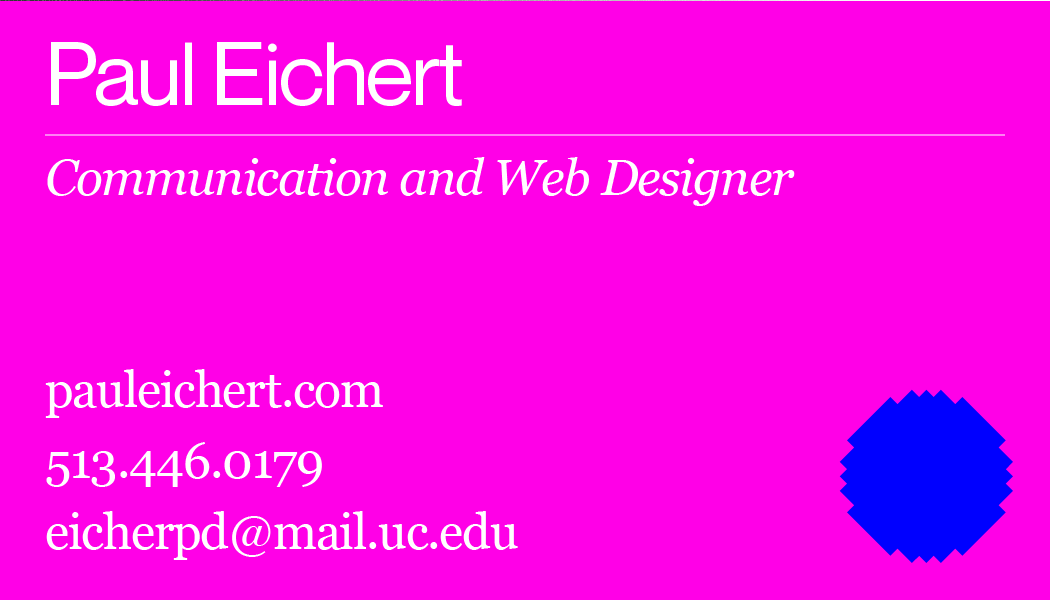 Paul Eichert
Communication and Web Designer
pauleichert.com
513.446.0179
eicherpd@mail.uc.edu